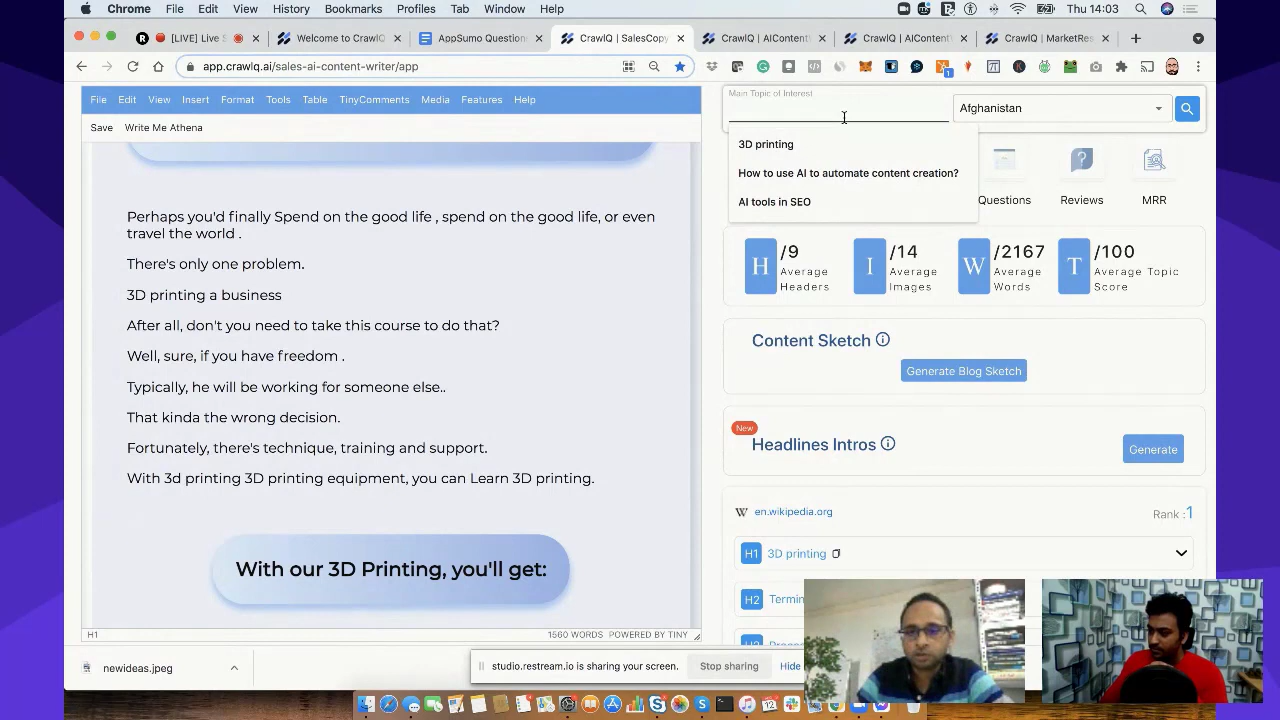 Chrome File Edit View History Bookmarks Profiles Tab Window Help
Thu 14:03
[LIVE] Live S
Welcome to CrawlQ
AppSumo Question
CrawlQ | SalesCopy
CrawlQ | AIContent
CrawlQ | AIContent
CrawlQ | MarketRes
app.crawlq.ai/sales-ai-content-writer/app
File Edit View Insert Format Tools Table TinyComments Media Features Help
Save Write Me Athena
Perhaps you'd finally Spend on the good life , spend on the good life, or even
travel the world .
There's only one problem.
3D printing a business
After all, don't you need to take this course to do that?
Well, sure, if you have freedom .
Typically, he will be working for someone else..
That kinda the wrong decision.
Fortunately, there's technique, training and support.
With 3d printing 3D printing equipment, you can Learn 3D printing.
With our 3D Printing, you'll get:
H1
1560 WORDS POWERED BY TINY
Main Topic of Interest
Afghanistan
3D printing
How to use AI to automate content creation?
AI tools in SEO
Questions
Reviews
MRR
H /9 Average Headers
I /14 Average Images
W /2167 Average Words
T /100 Average Topic Score
Content Sketch
Generate Blog Sketch
New
Headlines Intros
Generate
W en.wikipedia.org
Rank :1
H1 3D printing
H2 Termin
newideas.jpeg
studio.restream.io is sharing your screen.
Stop sharing
Hide